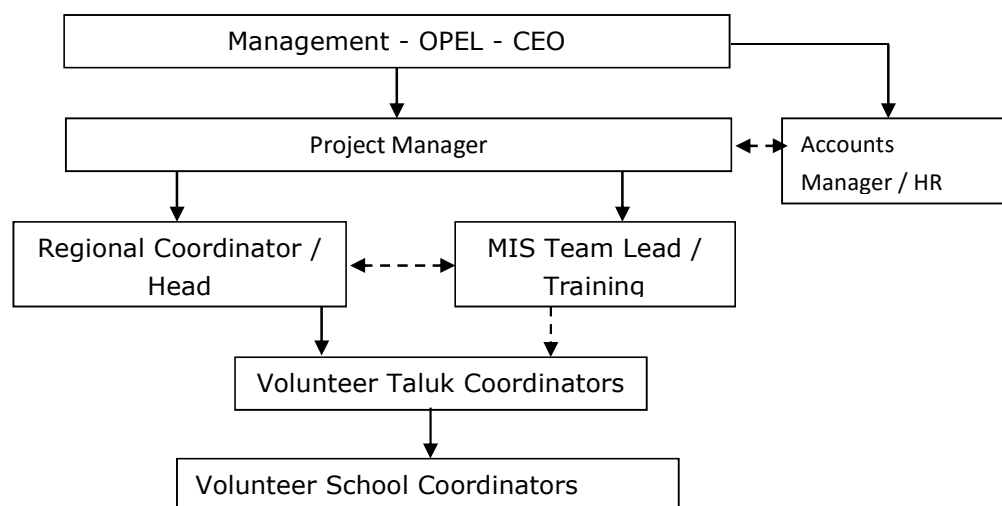 Management - OPEL - CEO
Project Manager
Accounts
Manager / HR
Regional Coordinator /
Head
MIS Team Lead /
Training
Volunteer Taluk Coordinators
Volunteer School Coordinators